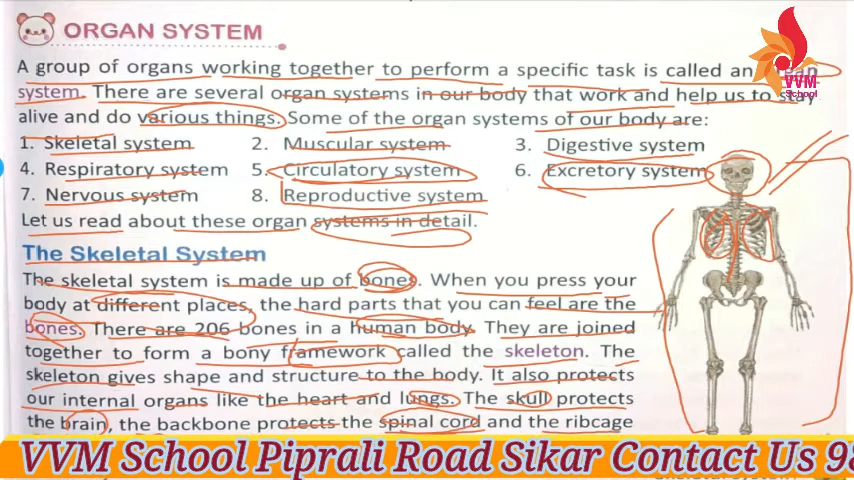 ORGAN SYSTEM
A group of organs working together to perform a specific task is called an organ
system. There are several organ systems in our body that work and help us to stay
alive and do various things. Some of the organ systems of our body are:
1. Skeletal system 2. Muscular system 3. Digestive system
4. Respiratory system 5. Circulatory system 6. Excretory system
7. Nervous system 8. Reproductive system
Let us read about these organ systems in detail.
The Skeletal System
The skeletal system is made up of bones. When you press your
body at different places, the hard parts that you can feel are the
bones. There are 206 bones in a human body. They are joined
together to form a bony framework called the skeleton. The
skeleton gives shape and structure to the body. It also protects
our internal organs like the heart and lungs. The skull protects
the brain, the backbone protects the spinal cord and the ribcage
VVM
School
VVM School Piprali Road Sikar Contact Us 98